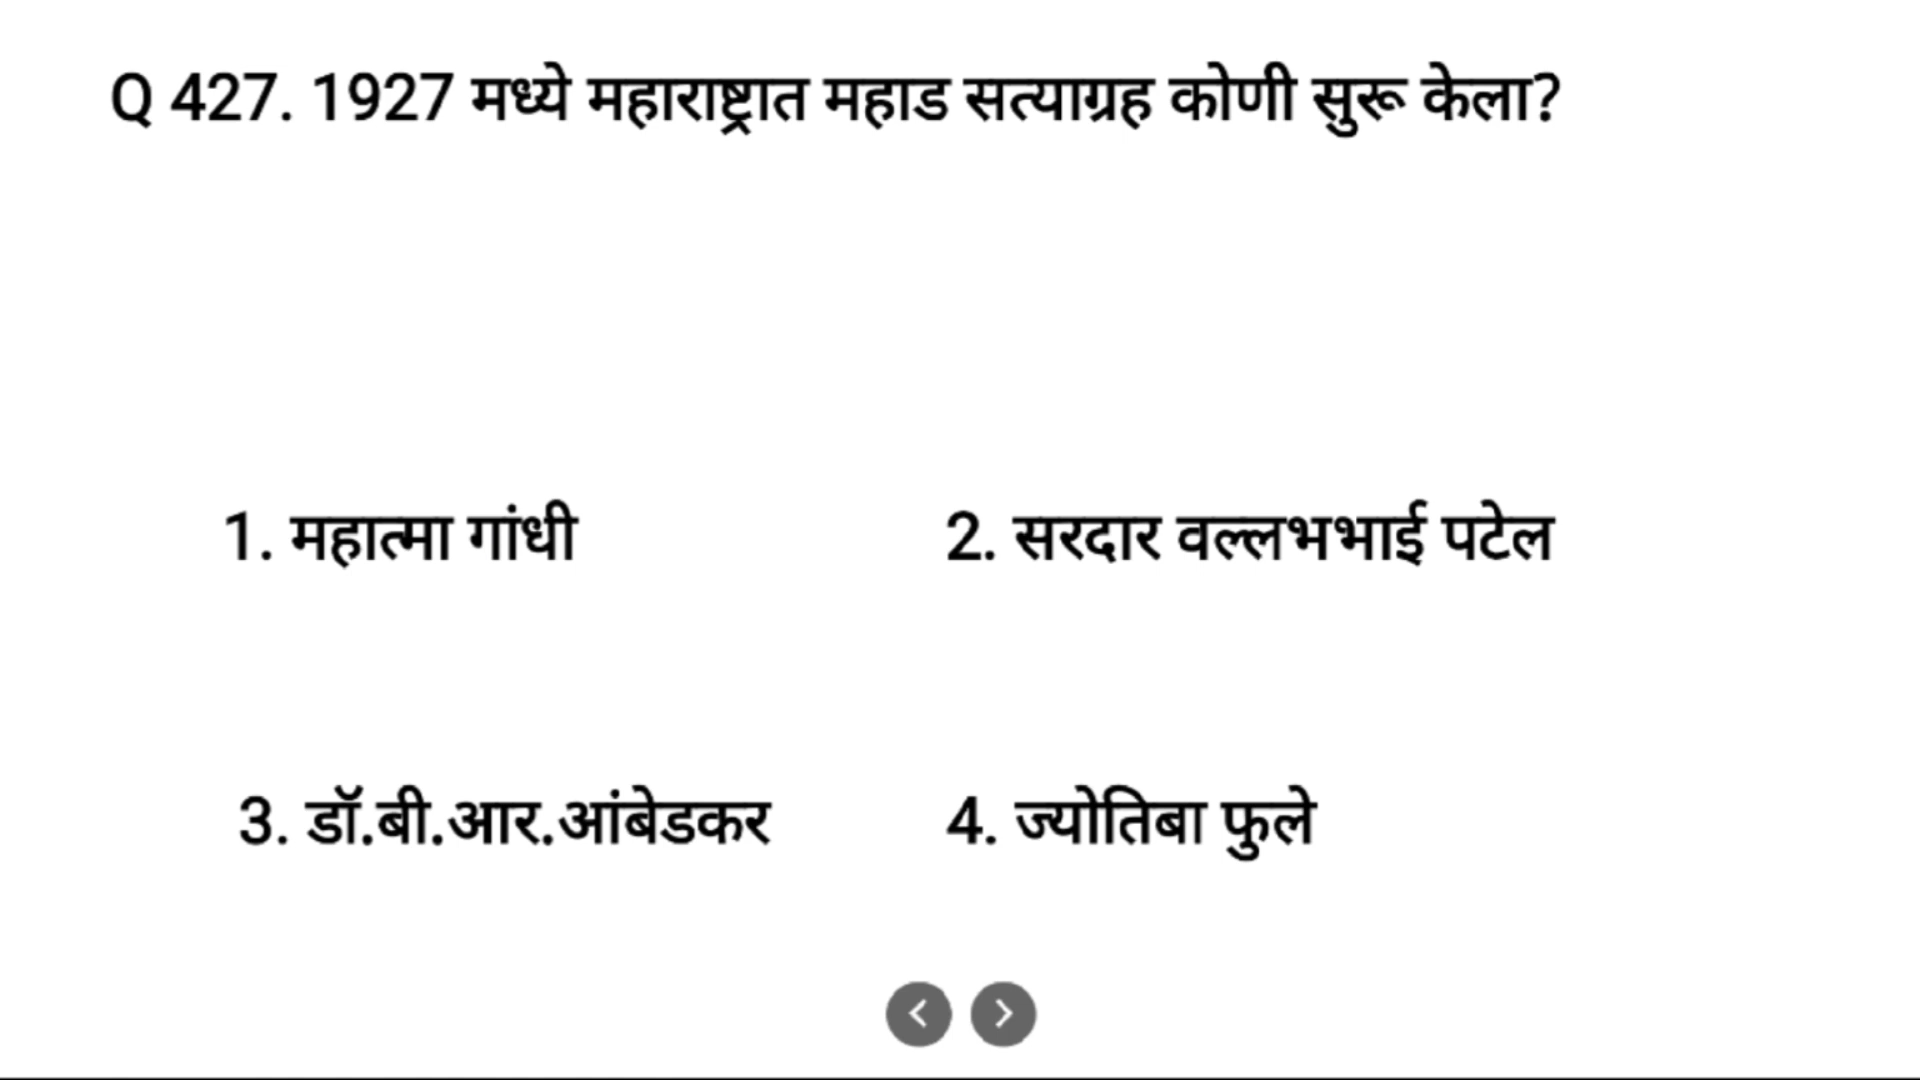 Q 427. 1927 मध्ये महाराष्ट्रात महाड सत्याग्रह कोणी सुरू केला?
1. महात्मा गांधी
2. सरदार वल्लभभाई पटेल
3. डॉ.बी.आर.आंबेडकर
4. ज्योतिबा फुले